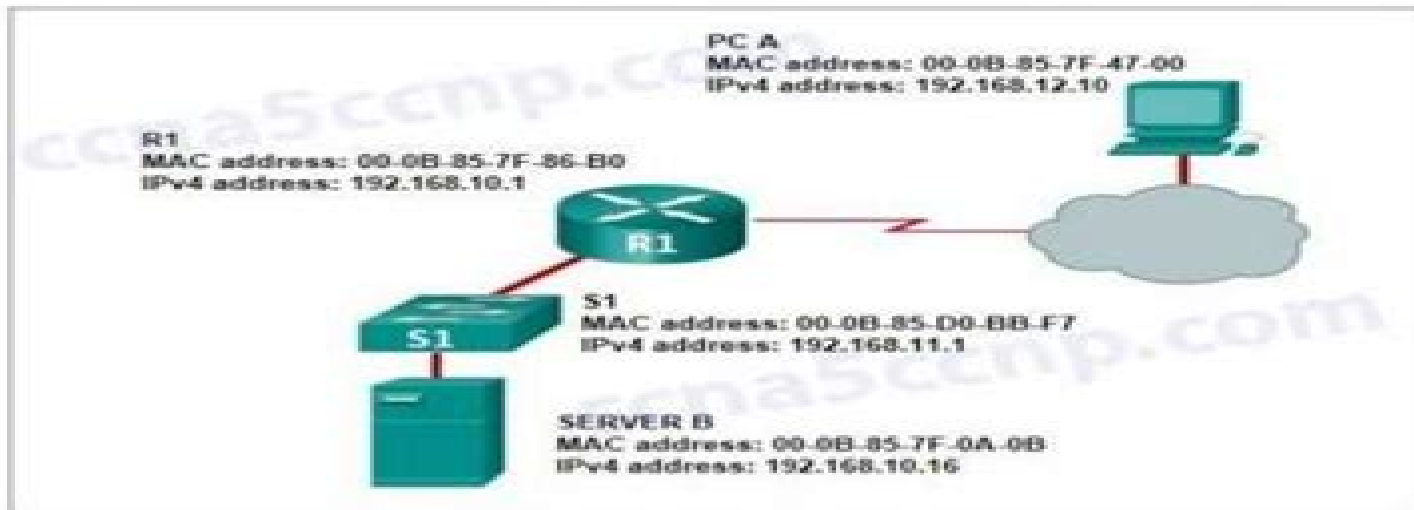 PC A
MAC address: 00-0B-85-7F-47-00
IPv4 address: 192.168.12.10
R1
MAC address: 00-0B-85-7F-86-B0
IPv4 address: 192.168.10.1
R1
S1
MAC address: 00-0B-85-D0-BB-F7
IPv4 address: 192.168.11.1
S1
SERVER B
MAC address: 00-0B-85-7F-0A-0B
IPv4 address: 192.168.10.16
ccna5ccnp.com
ccna5ccnp.com